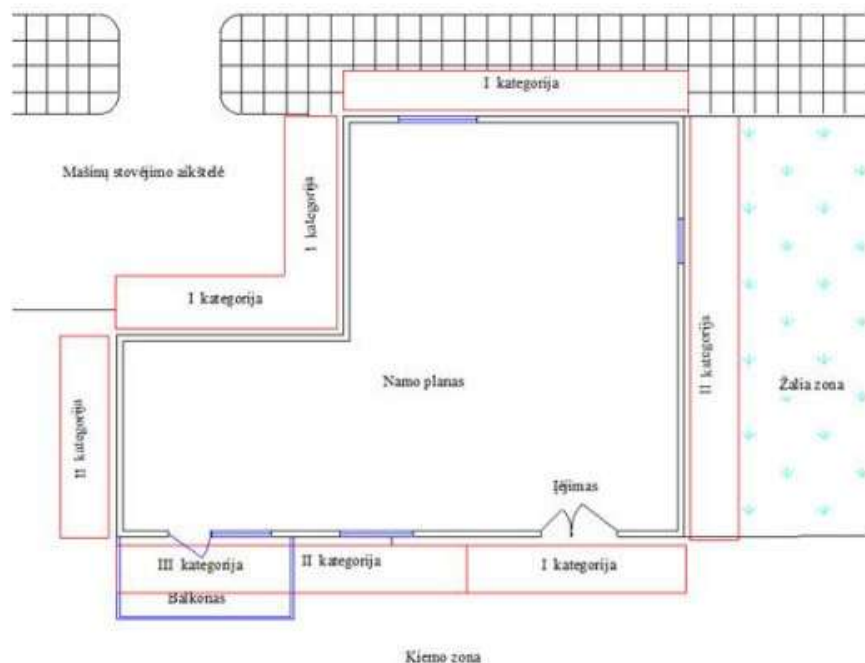 I kategorija
Mašinų stovėjimo aikštelė
I kategorija
I kategorija
II kategorija
Namo planas
II kategorija
Žalia zona
Įėjimas
III kategorija
II kategorija
I kategorija
Balkonas
Kiemo zona